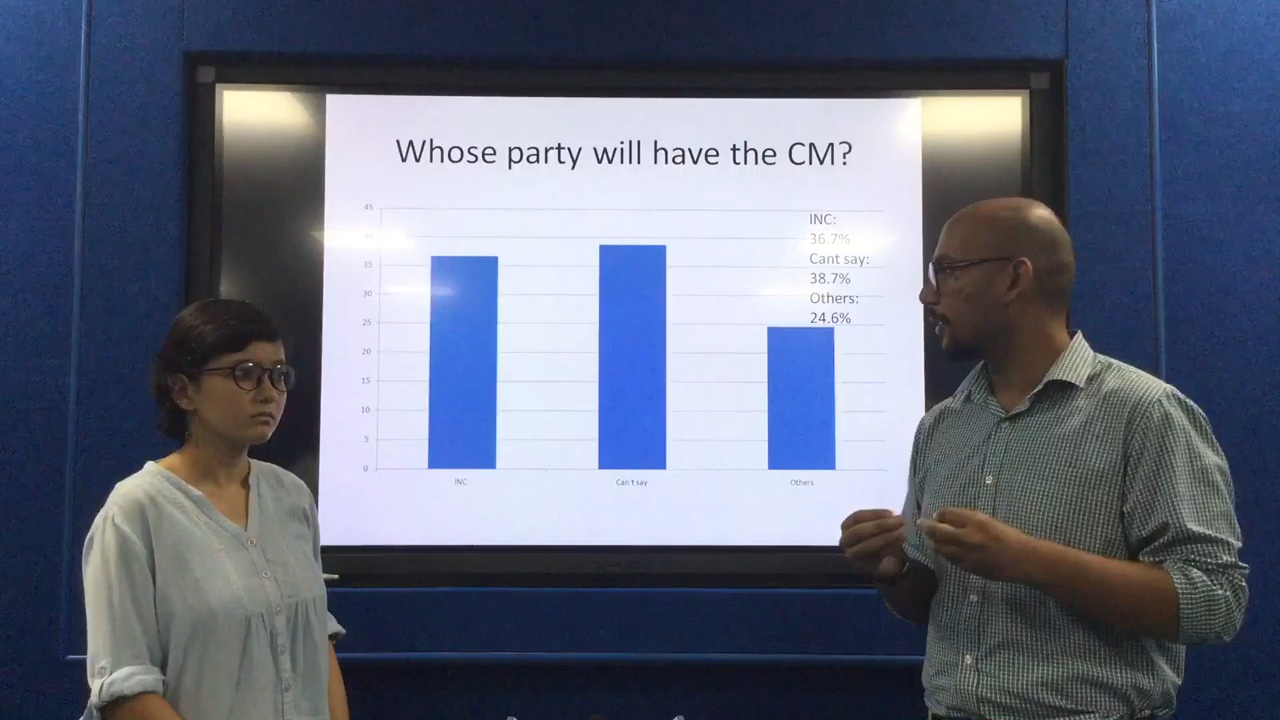 Whose party will have the CM?
45
40
35
30
25
20
15
10
5
0
INC:
36.7%
Cant say:
38.7%
Others:
24.6%
INC
Can't say
Others